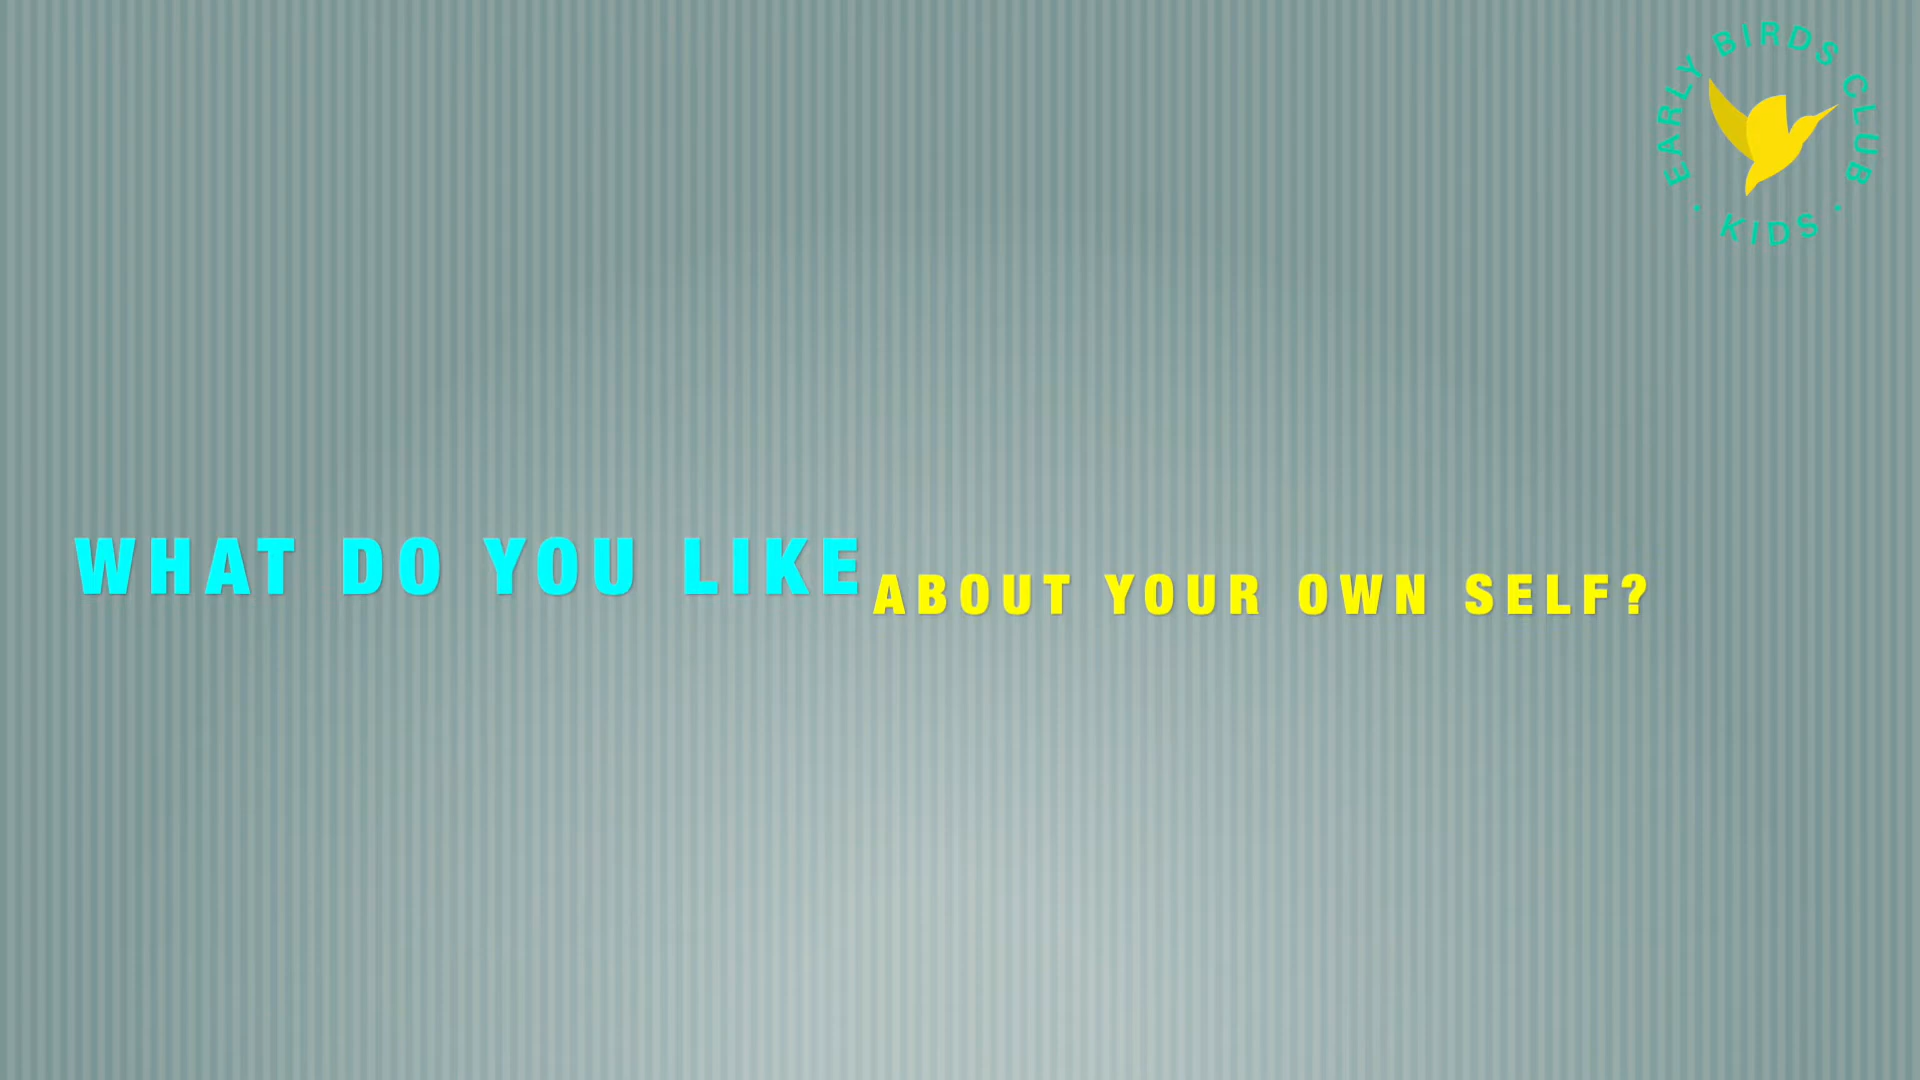 EARLY BIRDS CLUB
• KIDS •
WHAT DO YOU LIKE ABOUT YOUR OWN SELF?